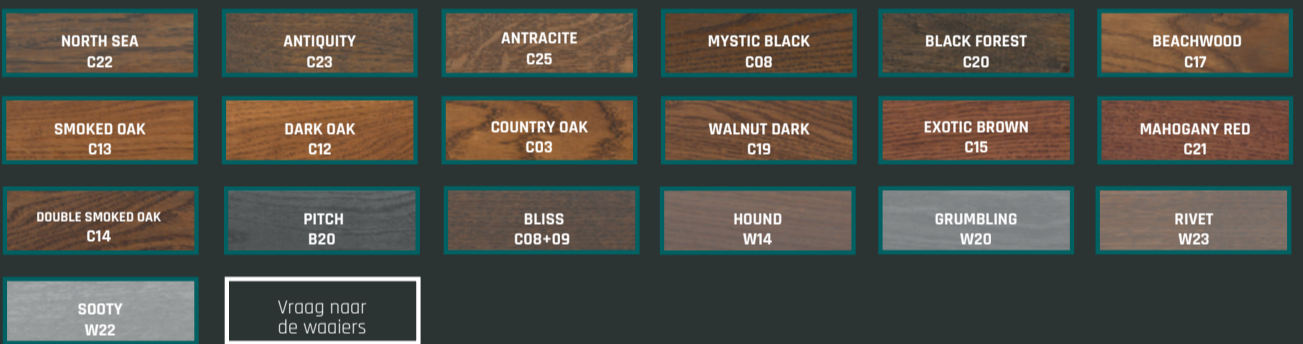 NORTH SEA
C22
ANTIQUITY
C23
ANTRACITE
C25
MYSTIC BLACK
C08
BLACK FOREST
C20
BEACHWOOD
C17
SMOKED OAK
C13
DARK OAK
C12
COUNTRY OAK
C03
WALNUT DARK
C19
EXOTIC BROWN
C15
MAHOGANY RED
C21
DOUBLE SMOKED OAK
C14
PITCH
B20
BLISS
C08+09
HOUND
W14
GRUMBLING
W20
RIVET
W23
SOOTY
W22
Vraag naar
de waaiers